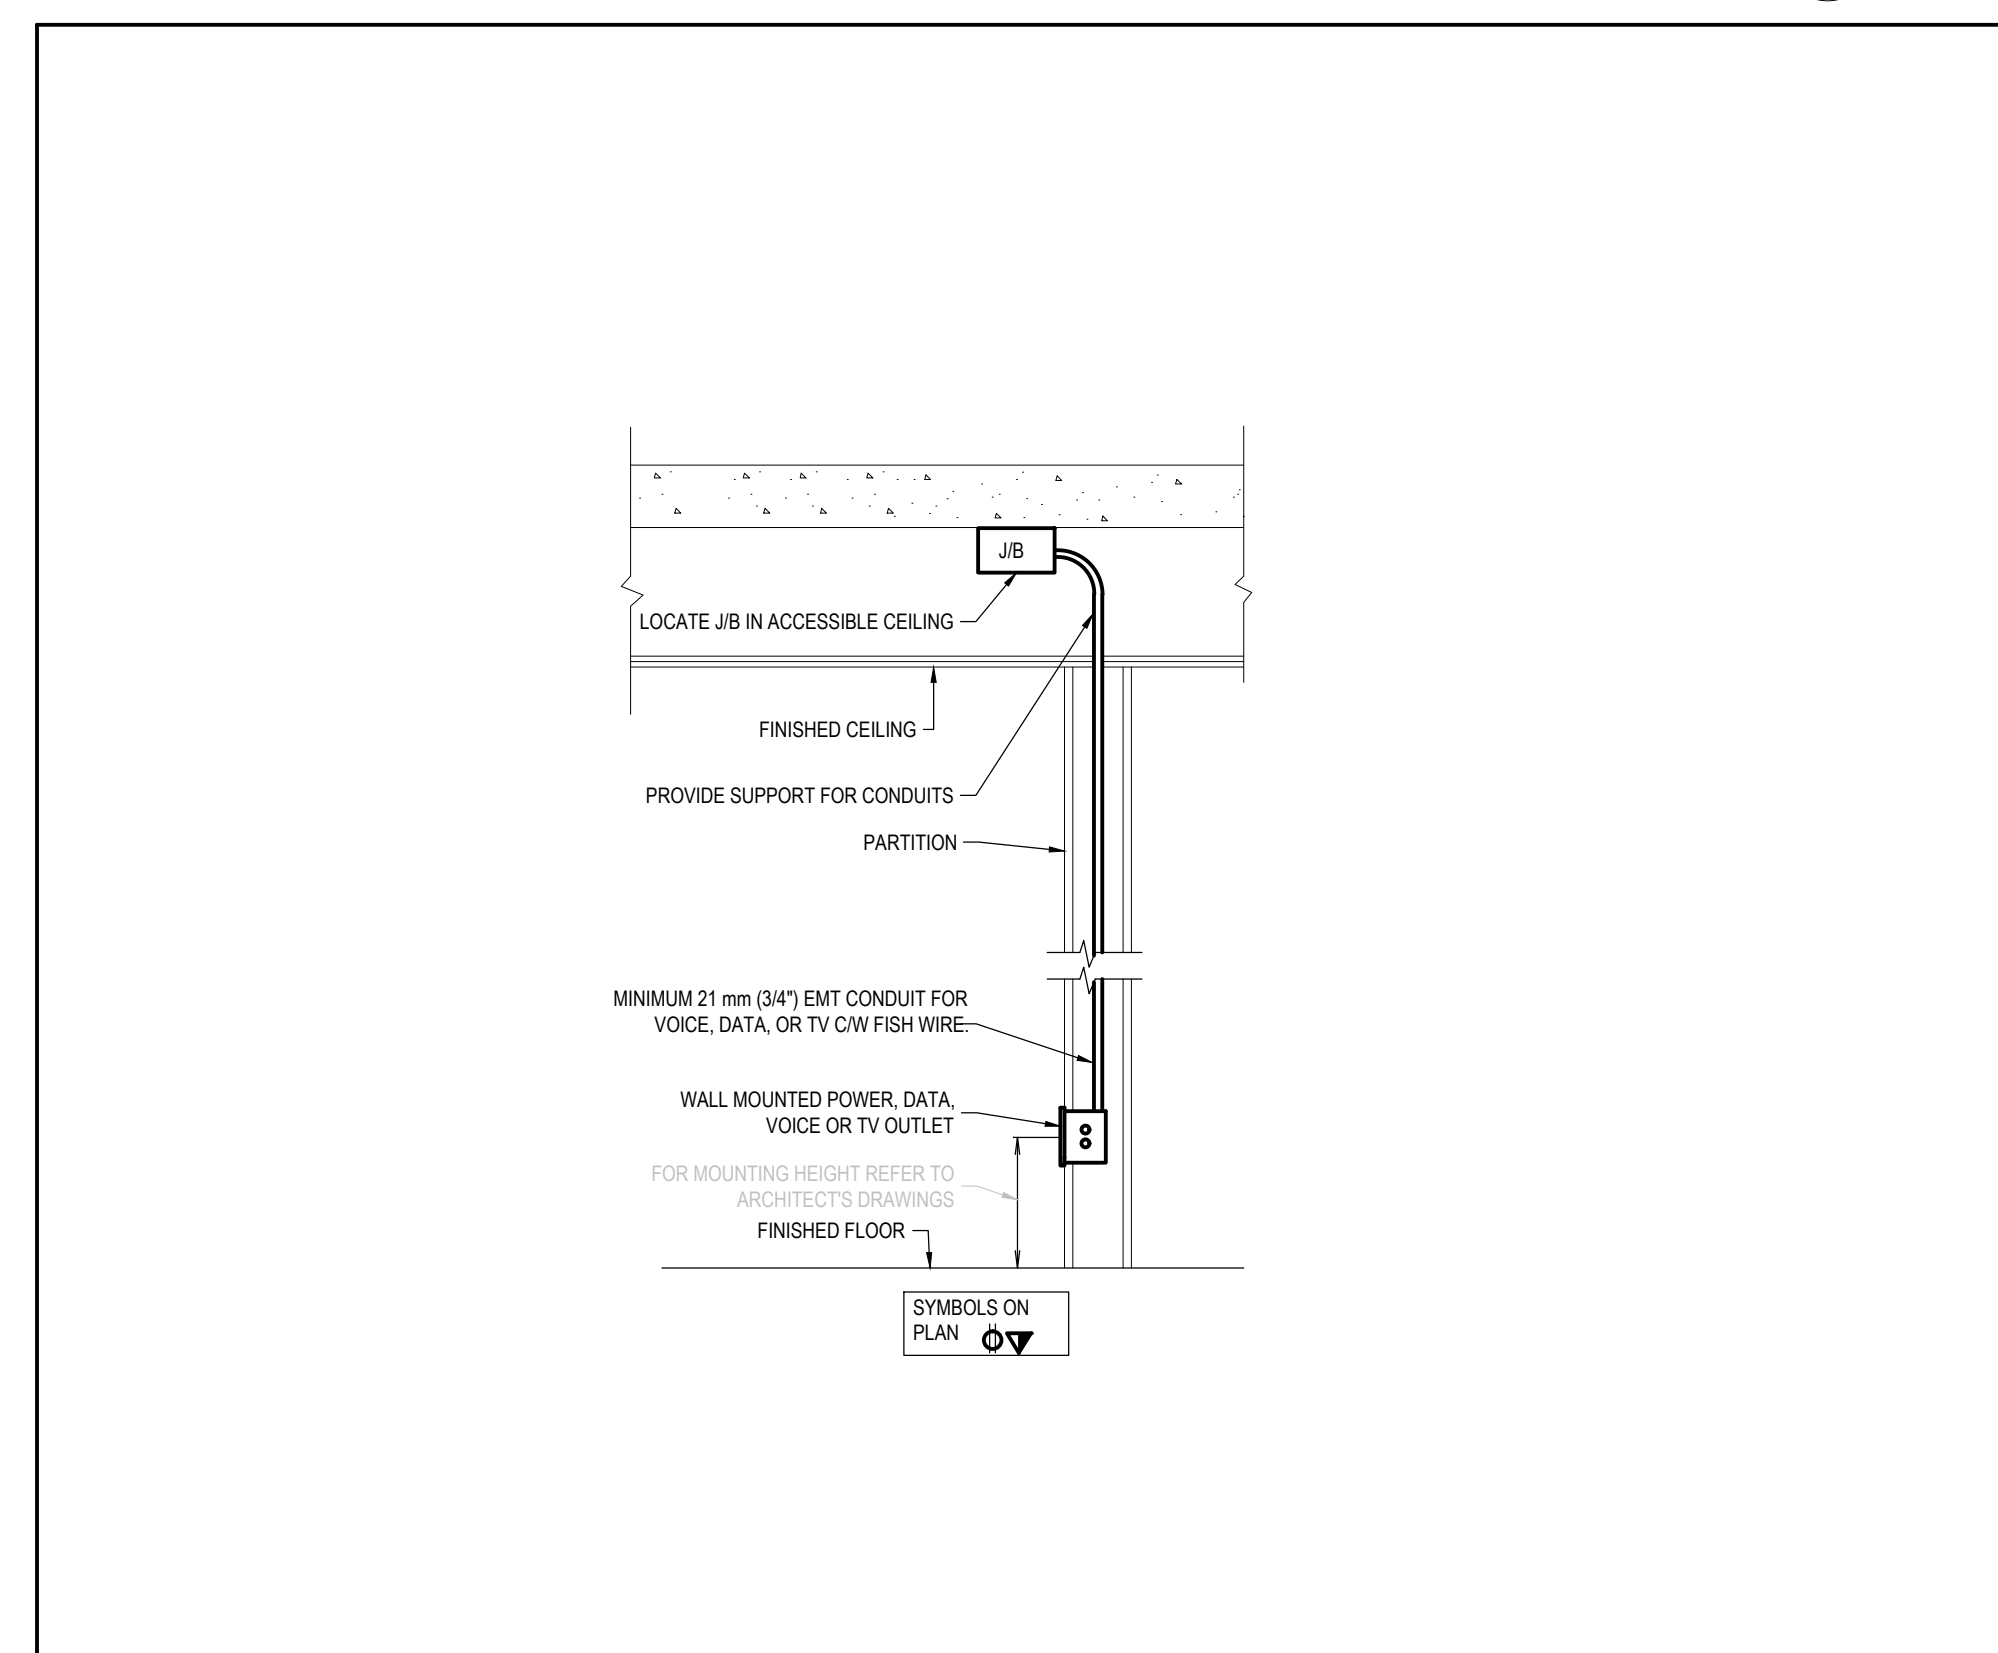 J/B
LOCATE J/B IN ACCESSIBLE CEILING
FINISHED CEILING
PROVIDE SUPPORT FOR CONDUITS
PARTITION
MINIMUM 21 mm (3/4") EMT CONDUIT FOR
VOICE, DATA, OR TV C/W FISH WIRE.
WALL MOUNTED POWER, DATA,
VOICE OR TV OUTLET
FOR MOUNTING HEIGHT REFER TO
ARCHITECT'S DRAWINGS
FINISHED FLOOR
SYMBOLS ON
PLAN